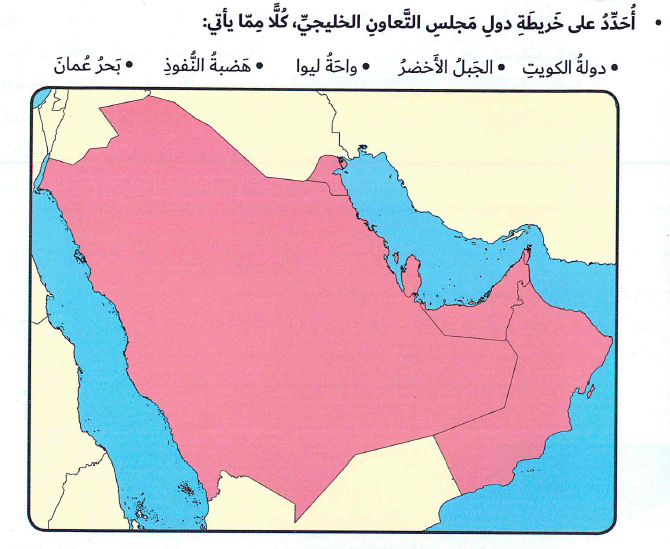 • أُحَدِّدُ على خَريطَةِ دولِ مَجلسِ التَّعاونِ الخليجيِّ، كُلًّا مِمّا يأتي:
• دولةُ الكويتِ • الجَبلُ الأَخضرُ • واحَةُ ليوا • هَضبةُ النُّفوذِ • بَحرُ عُمانَ